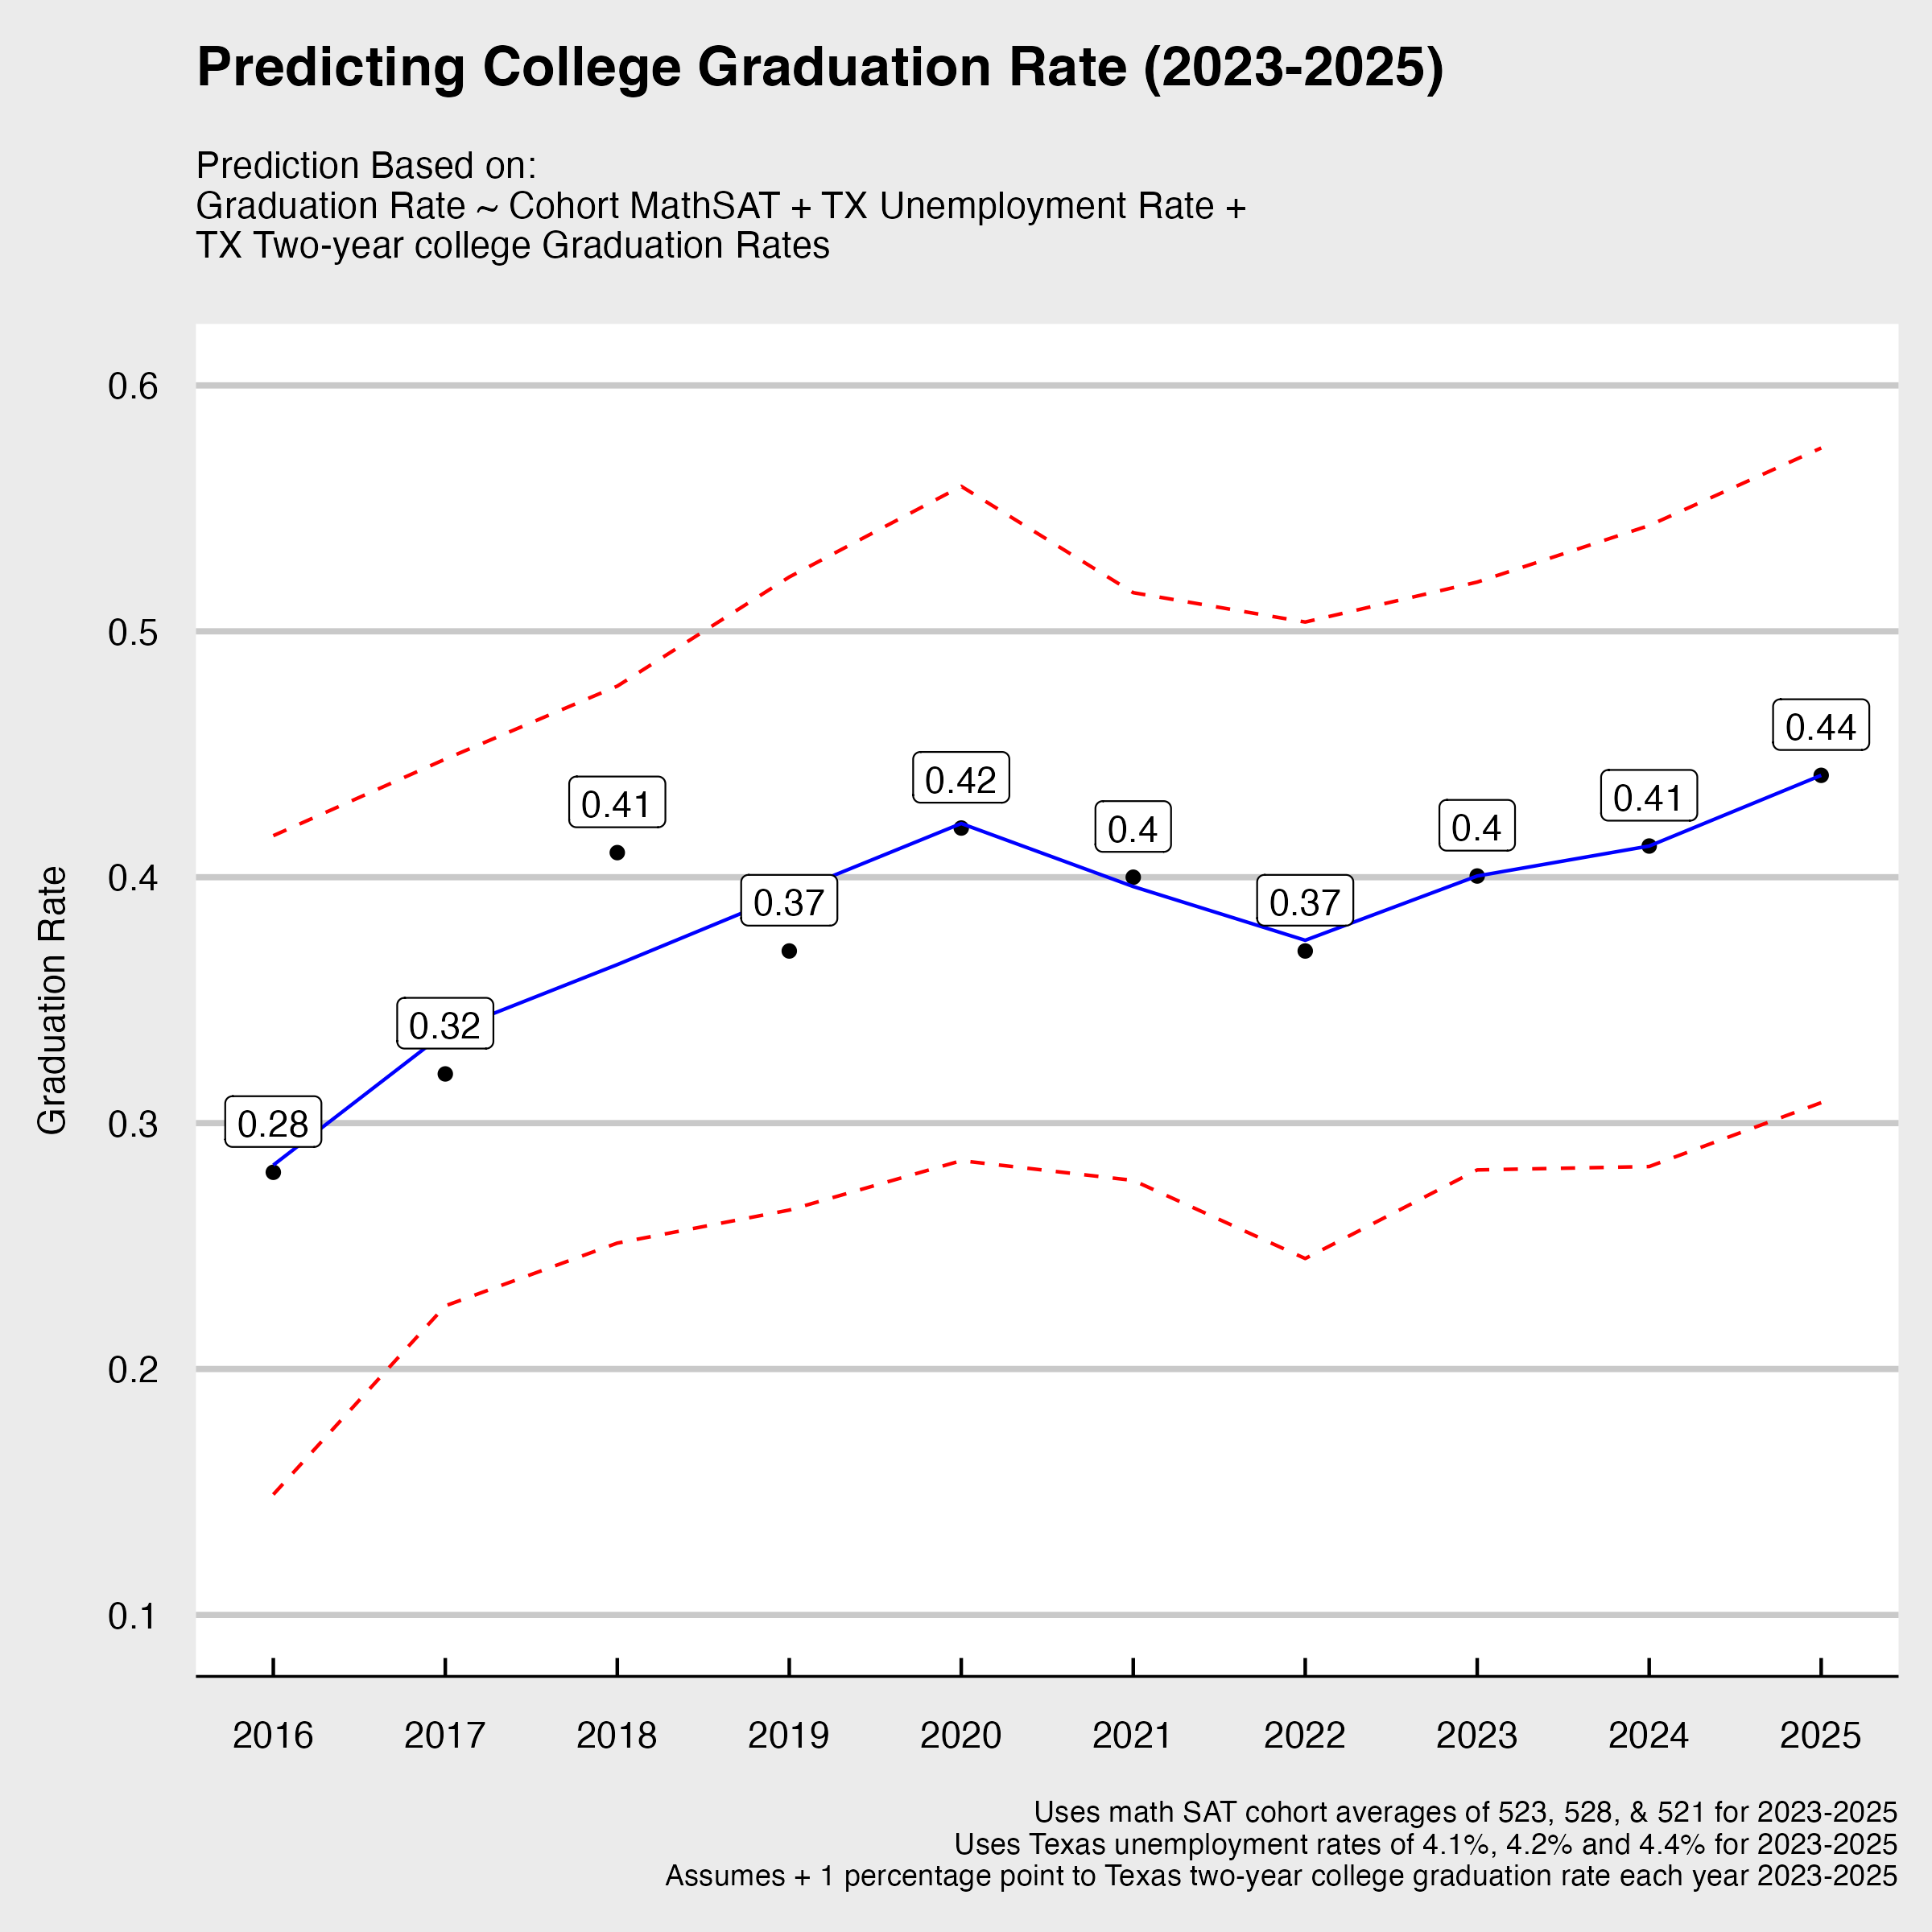 Predicting College Graduation Rate (2023-2025)
Prediction Based on:
Graduation Rate ~ Cohort MathSAT + TX Unemployment Rate +
TX Two-year college Graduation Rates
Graduation Rate
0.6
0.5
0.4
0.3
0.2
0.1
0.28
0.32
0.41
0.37
0.42
0.4
0.37
0.4
0.41
0.44
2016 2017 2018 2019 2020 2021 2022 2023 2024 2025
Uses math SAT cohort averages of 523, 528, & 521 for 2023-2025
Uses Texas unemployment rates of 4.1%, 4.2% and 4.4% for 2023-2025
Assumes + 1 percentage point to Texas two-year college graduation rate each year 2023-2025